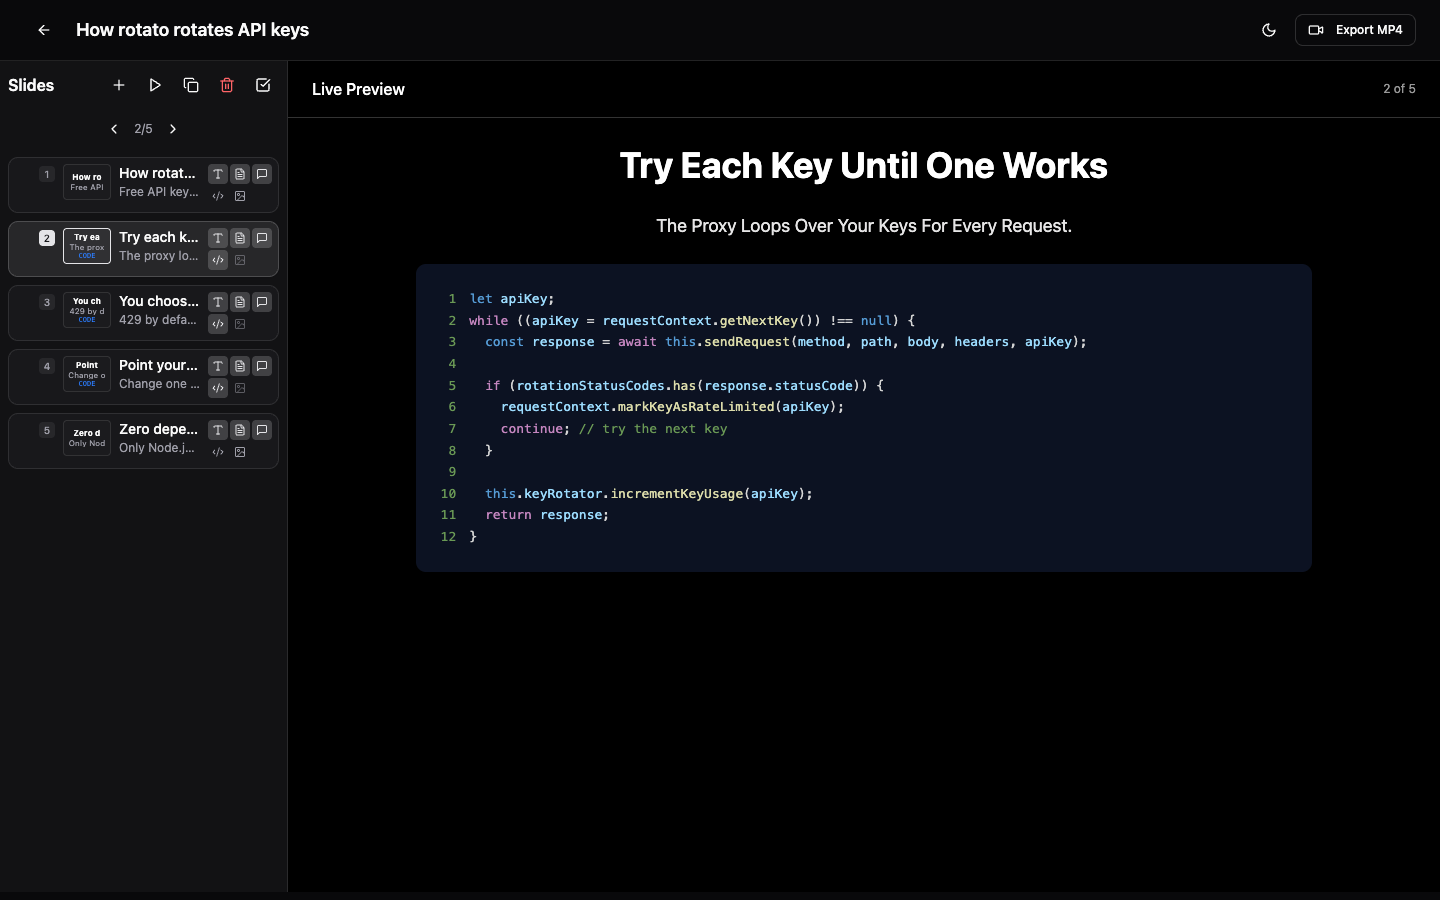 How rotato rotates API keys
Export MP4
Slides
2/5
1
How ro
Free API
How rotat...
Free API key...
2
Try ea
The prox
CODE
Try each k...
The proxy lo...
3
You ch
429 by d
CODE
You choos...
429 by defa...
4
Point
Change o
CODE
Point your...
Change one ...
5
Zero d
Only Nod
Zero depe...
Only Node.j...
Live Preview
2 of 5
Try Each Key Until One Works
The Proxy Loops Over Your Keys For Every Request.
1 let apiKey;
2 while ((apiKey = requestContext.getNextKey()) !== null) {
3   const response = await this.sendRequest(method, path, body, headers, apiKey);
4
5   if (rotationStatusCodes.has(response.statusCode)) {
6     requestContext.markKeyAsRateLimited(apiKey);
7     continue; // try the next key
8   }
9
10   this.keyRotator.incrementKeyUsage(apiKey);
11   return response;
12 }